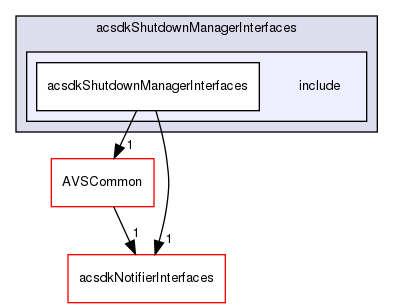 acsdkShutdownManagerInterfaces
acsdkShutdownManagerInterfaces include
1
AVSCommon
1 1
acsdkNotifierInterfaces